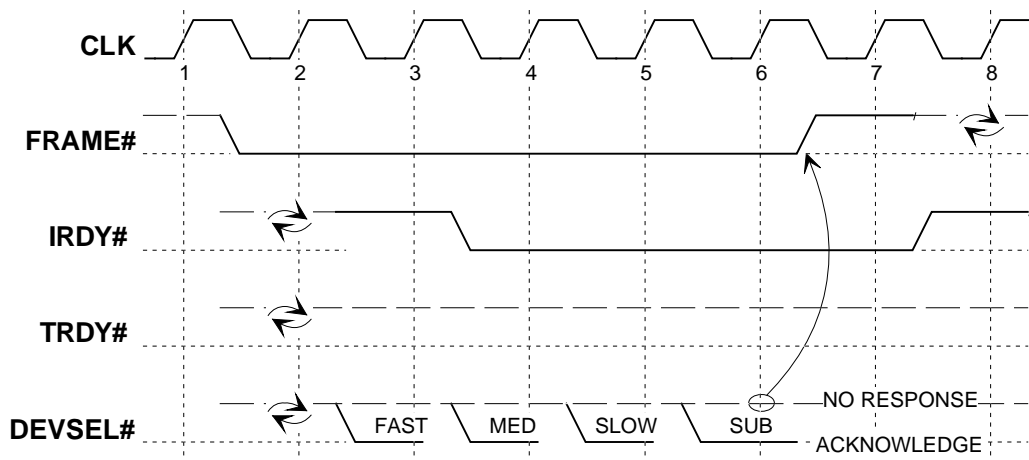 CLK
1 2 3 4 5 6 7 8
FRAME#
IRDY#
TRDY#
DEVSEL#
FAST MED SLOW SUB
NO RESPONSE
ACKNOWLEDGE